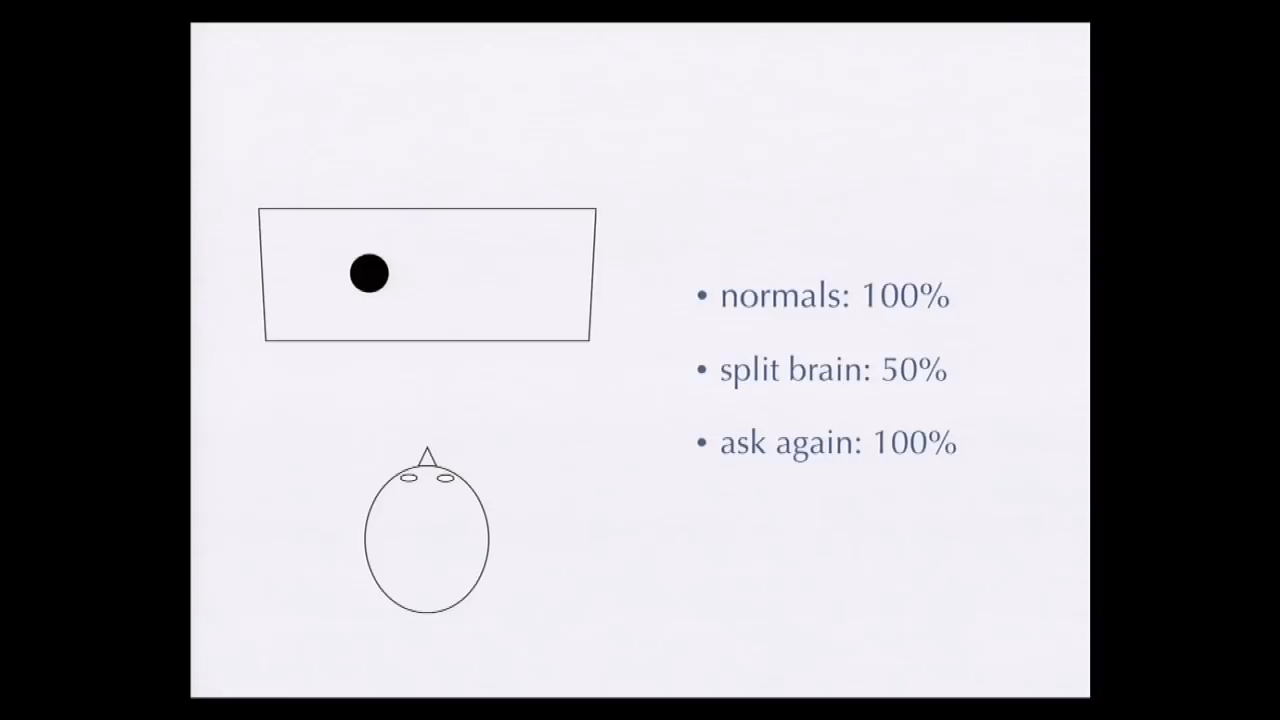 • normals: 100%
• split brain: 50%
• ask again: 100%